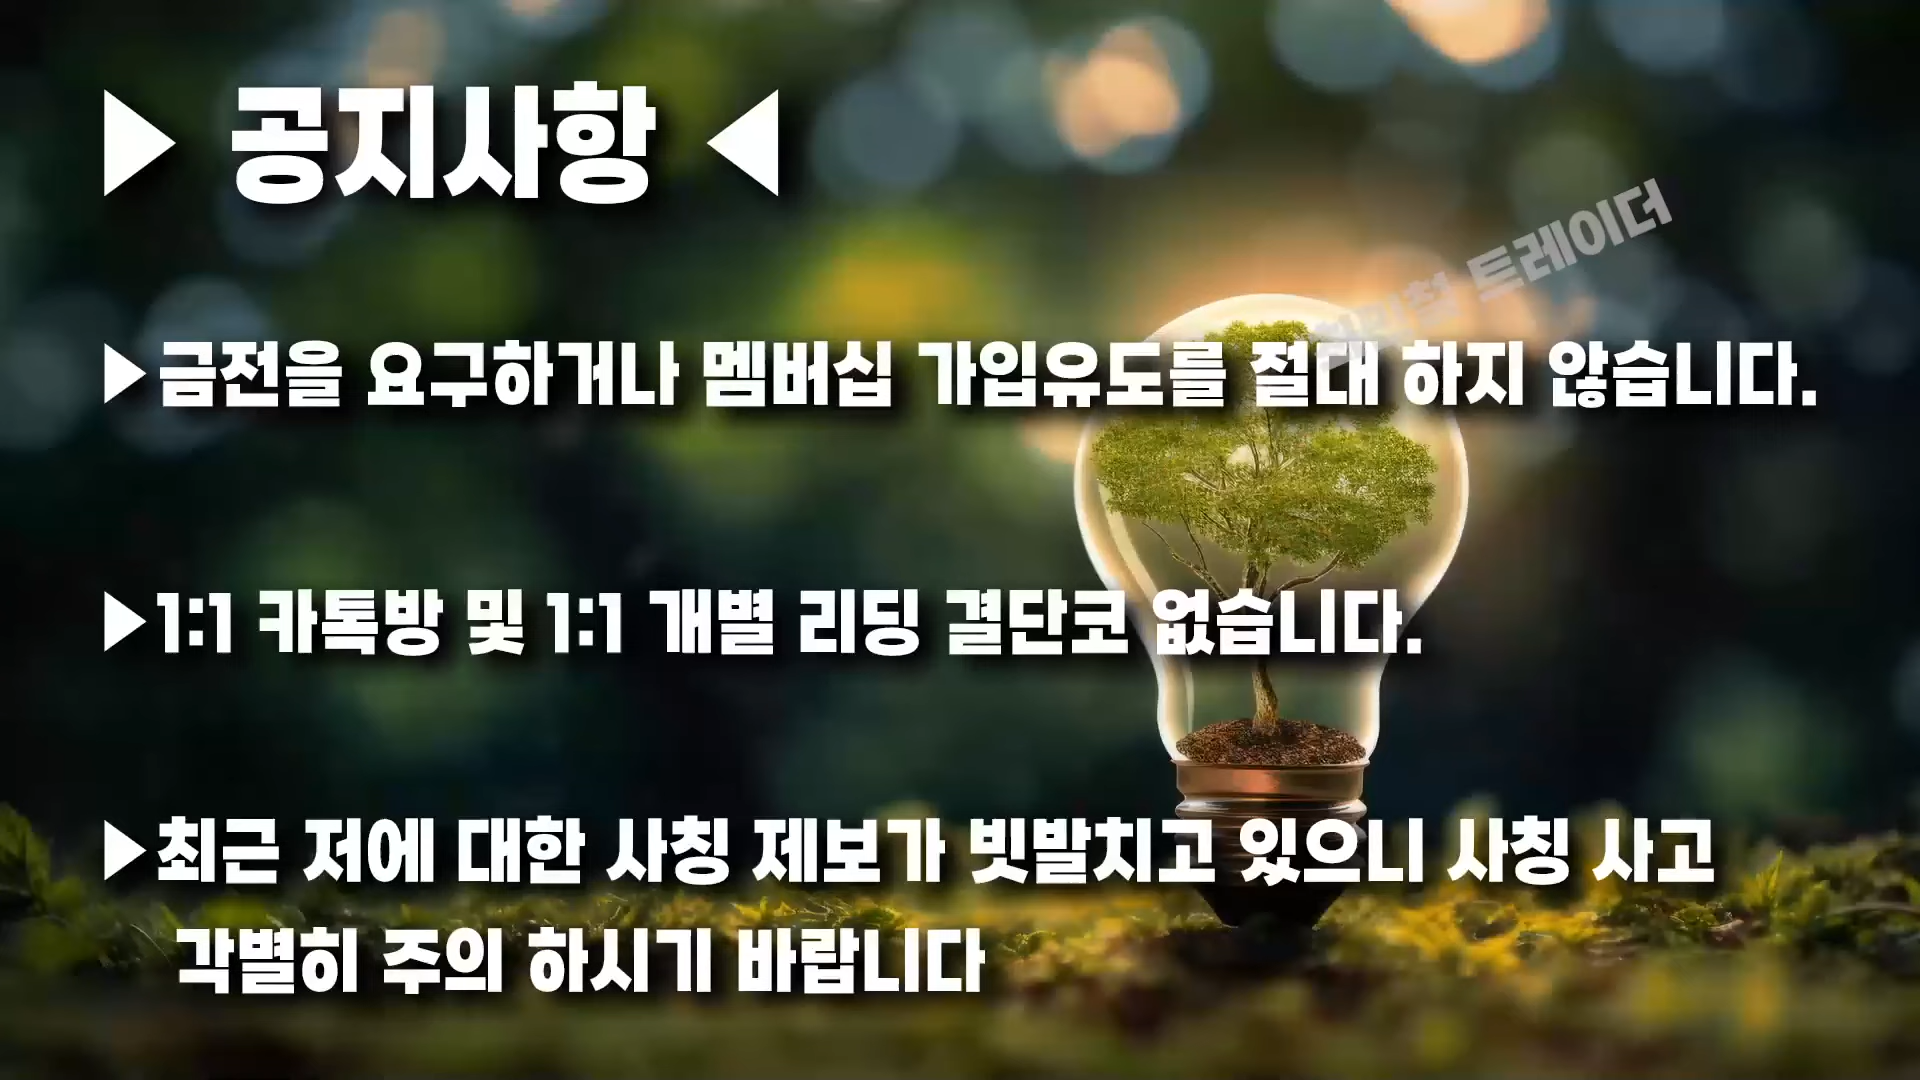 ▶ 공지사항 ◀
트레이더
▶금전을 요구하거나 멤버십 가입유도를 절대 하지 않습니다.
▶1:1 카톡방 및 1:1 개별 리딩 결단코 없습니다.
▶최근 저에 대한 사칭 제보가 빗발치고 있으니 사칭 사고
각별히 주의 하시기 바랍니다